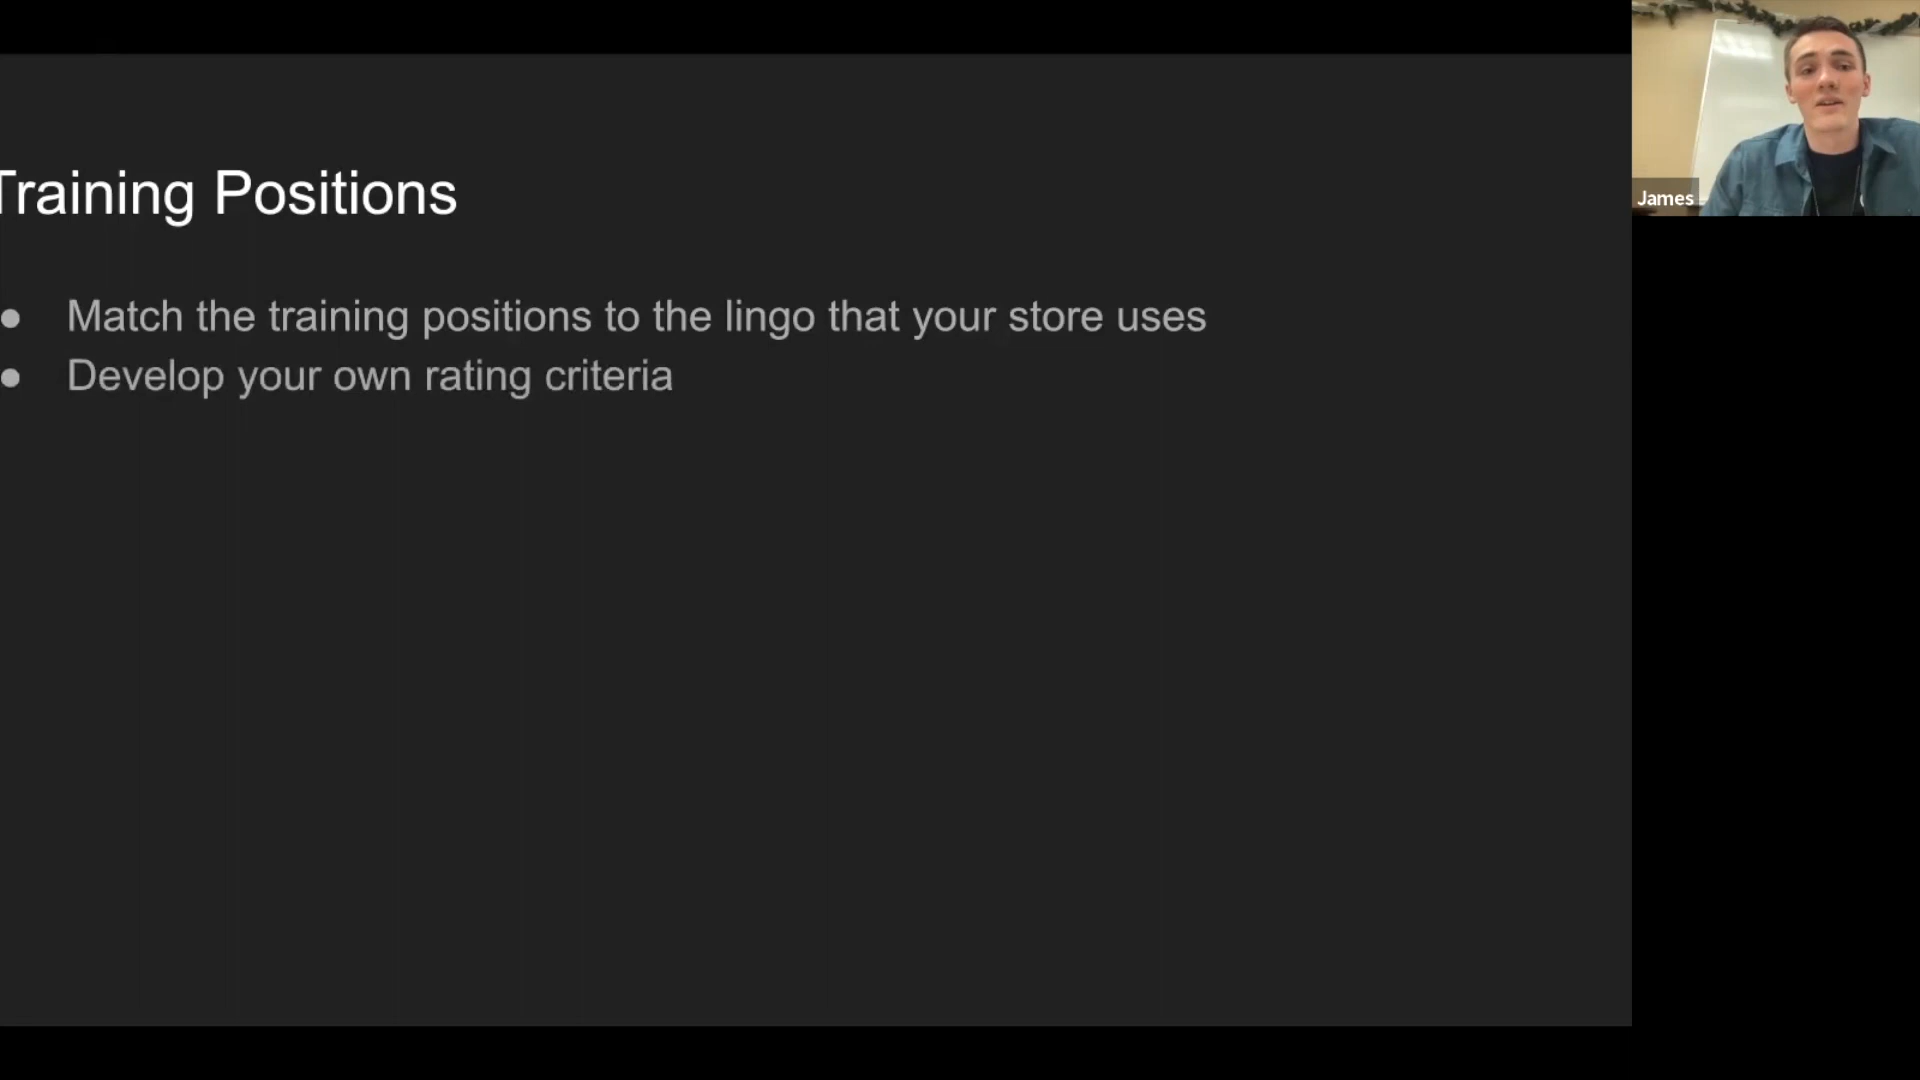 Training Positions
● Match the training positions to the lingo that your store uses
● Develop your own rating criteria
James